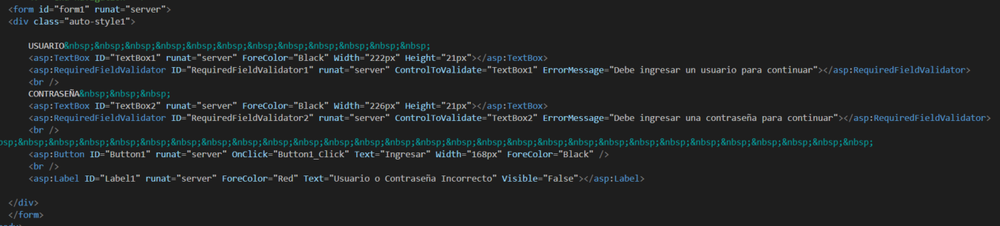 <form id="form1" runat="server">
<div class="auto-style1">
USUARIO&nbsp;&nbsp;&nbsp;&nbsp;&nbsp;&nbsp;&nbsp;&nbsp;&nbsp;&nbsp;&nbsp;&nbsp;
<asp:TextBox ID="TextBox1" runat="server" ForeColor="Black" Width="222px" Height="21px"></asp:TextBox>
<asp:RequiredFieldValidator ID="RequiredFieldValidator1" runat="server" ControlToValidate="TextBox1" ErrorMessage="Debe ingresar un usuario para continuar"></asp:RequiredFieldValidator>
<br />
CONTRASEÑA&nbsp;&nbsp;&nbsp;
<asp:TextBox ID="TextBox2" runat="server" ForeColor="Black" Width="226px" Height="21px"></asp:TextBox>
<asp:RequiredFieldValidator ID="RequiredFieldValidator2" runat="server" ControlToValidate="TextBox2" ErrorMessage="Debe ingresar una contraseña para continuar"></asp:RequiredFieldValidator>
<br />
sp;&nbsp;&nbsp;&nbsp;&nbsp;&nbsp;&nbsp;&nbsp;&nbsp;&nbsp;&nbsp;&nbsp;&nbsp;&nbsp;&nbsp;&nbsp;&nbsp;&nbsp;&nbsp;&nbsp;&nbsp;&nbsp;&nbsp;&nbsp;&nbsp;&nbsp;&nbsp;&nbsp;&nbsp;
<asp:Button ID="Button1" runat="server" OnClick="Button1_Click" Text="Ingresar" Width="168px" ForeColor="Black" />
<br />
<asp:Label ID="Label1" runat="server" ForeColor="Red" Text="Usuario o Contraseña Incorrecto" Visible="False"></asp:Label>
</div>
</form>